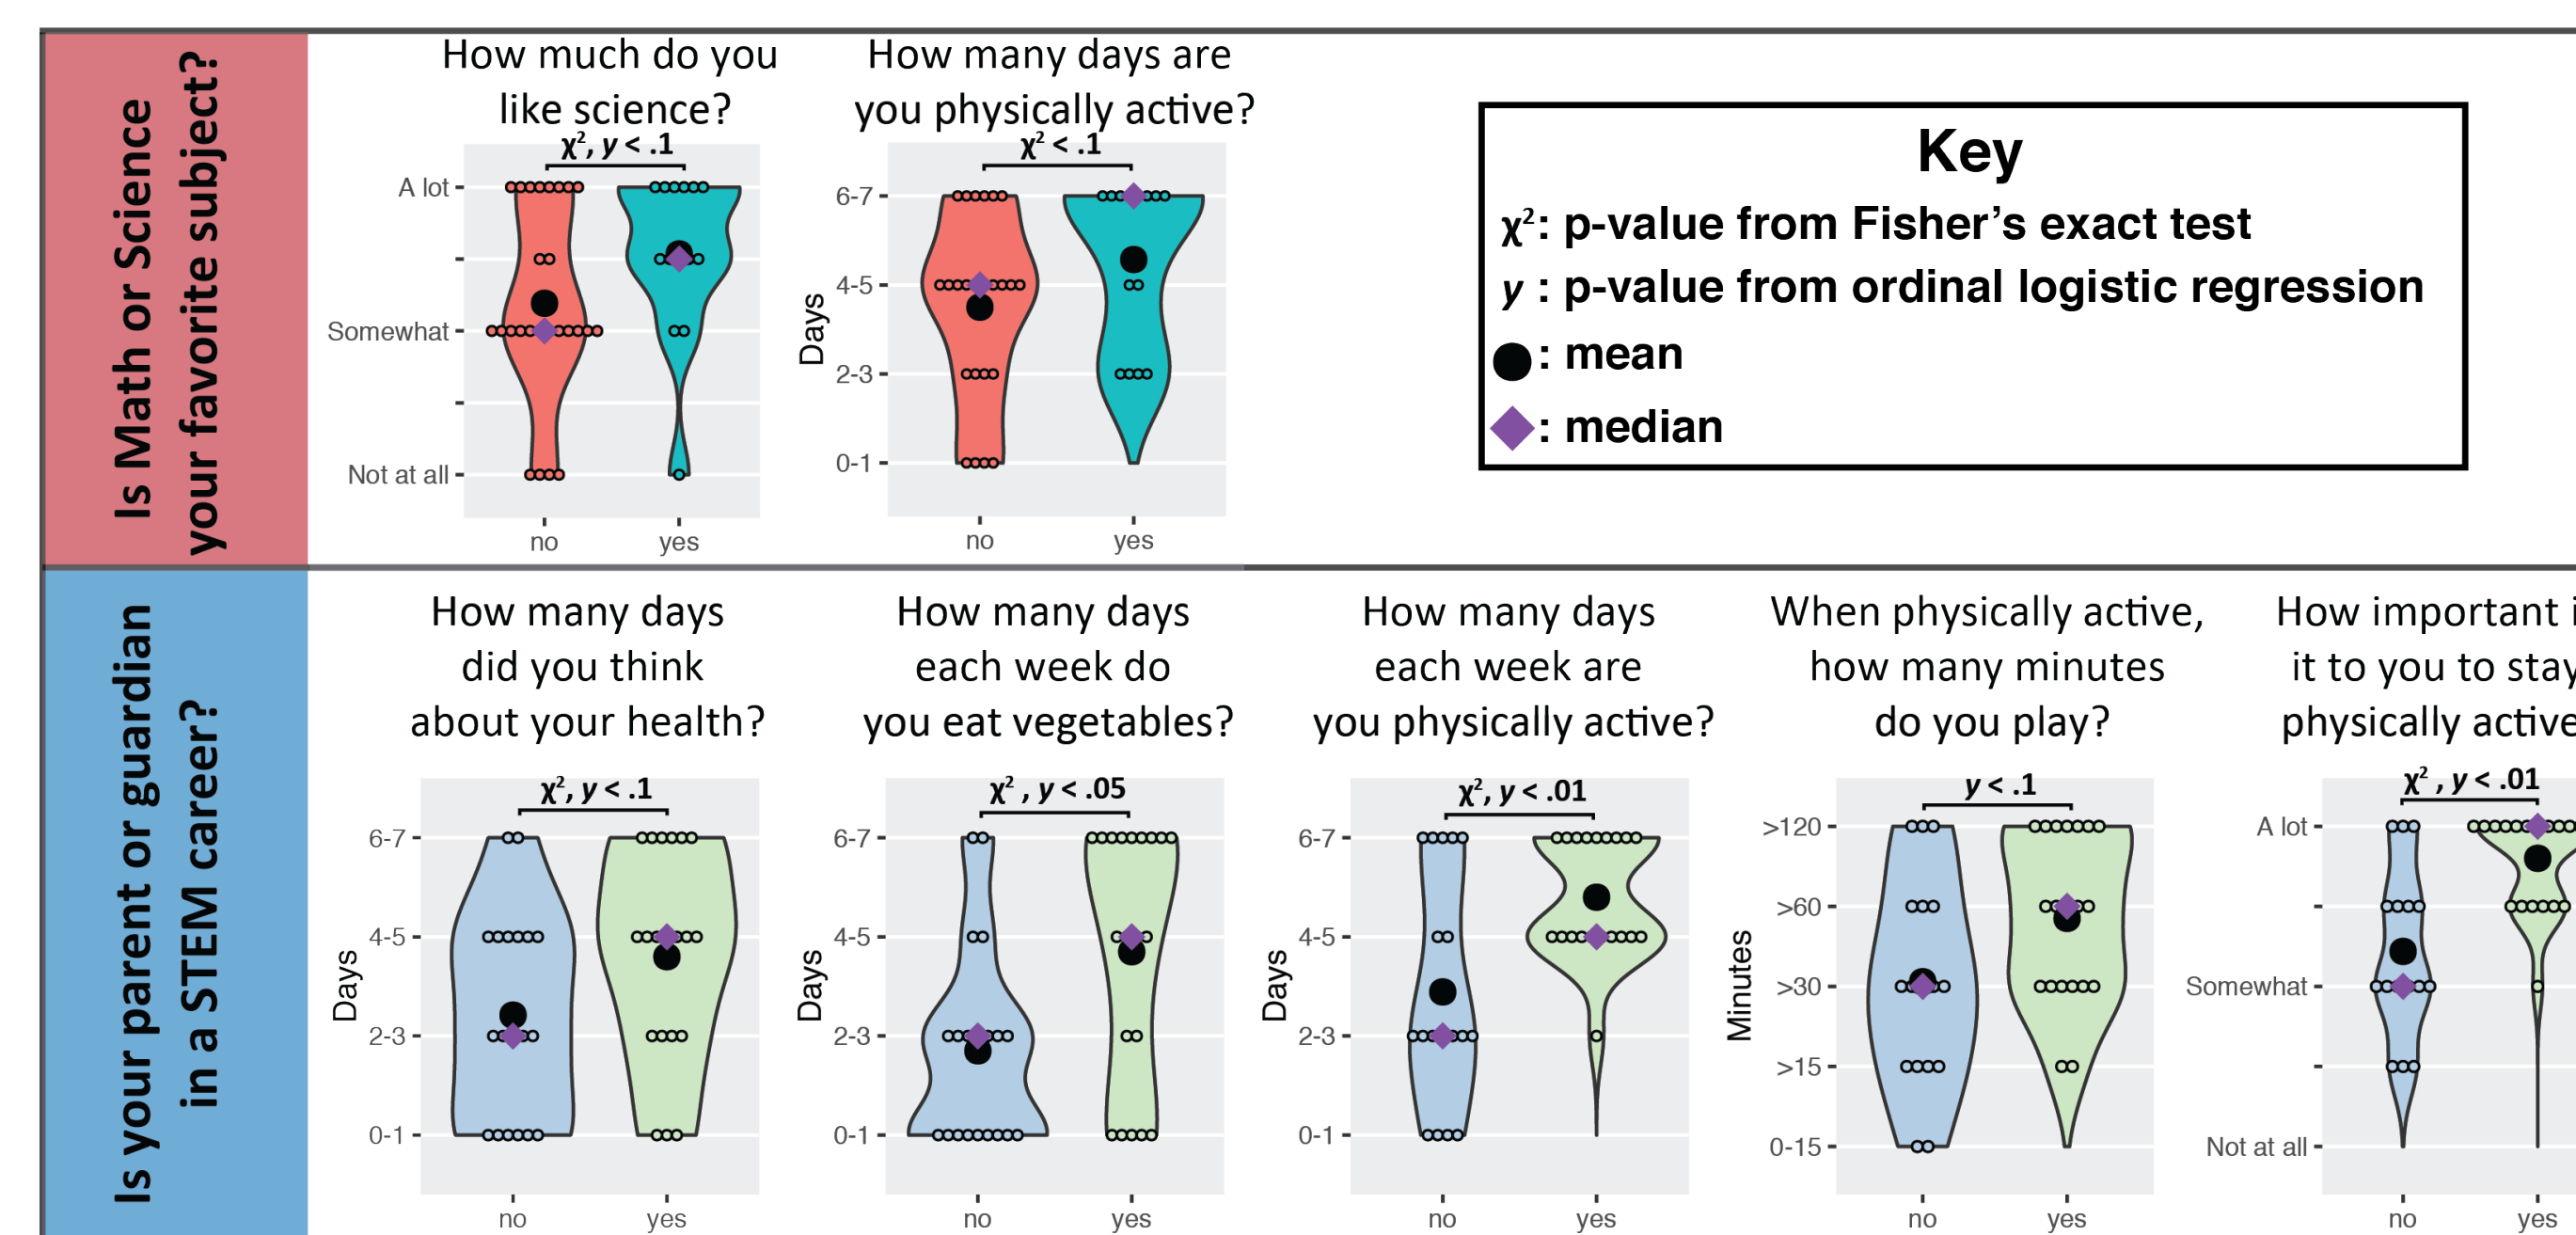 Is Math or Science
your favorite subject?
How much do you
like science?
χ², y < .1
A lot
Somewhat
Not at all
no
yes
How many days are
you physically active?
χ² < .1
Days
6-7
4-5
2-3
0-1
no
yes
Key
χ²: p-value from Fisher’s exact test
y : p-value from ordinal logistic regression
: mean
: median
Is your parent or guardian
in a STEM career?
How many days
did you think
about your health?
χ², y < .1
Days
6-7
4-5
2-3
0-1
no
yes
How many days
each week do
you eat vegetables?
χ² , y < .05
Days
6-7
4-5
2-3
0-1
no
yes
How many days
each week are
you physically active?
χ², y < .01
Days
6-7
4-5
2-3
0-1
no
yes
When physically active,
how many minutes
do you play?
y < .1
Minutes
>120
>60
>30
>15
0-15
no
yes
How important
it to you to stay
physically active
χ² , y < .01
A lot
Somewhat
Not at all
no
yes